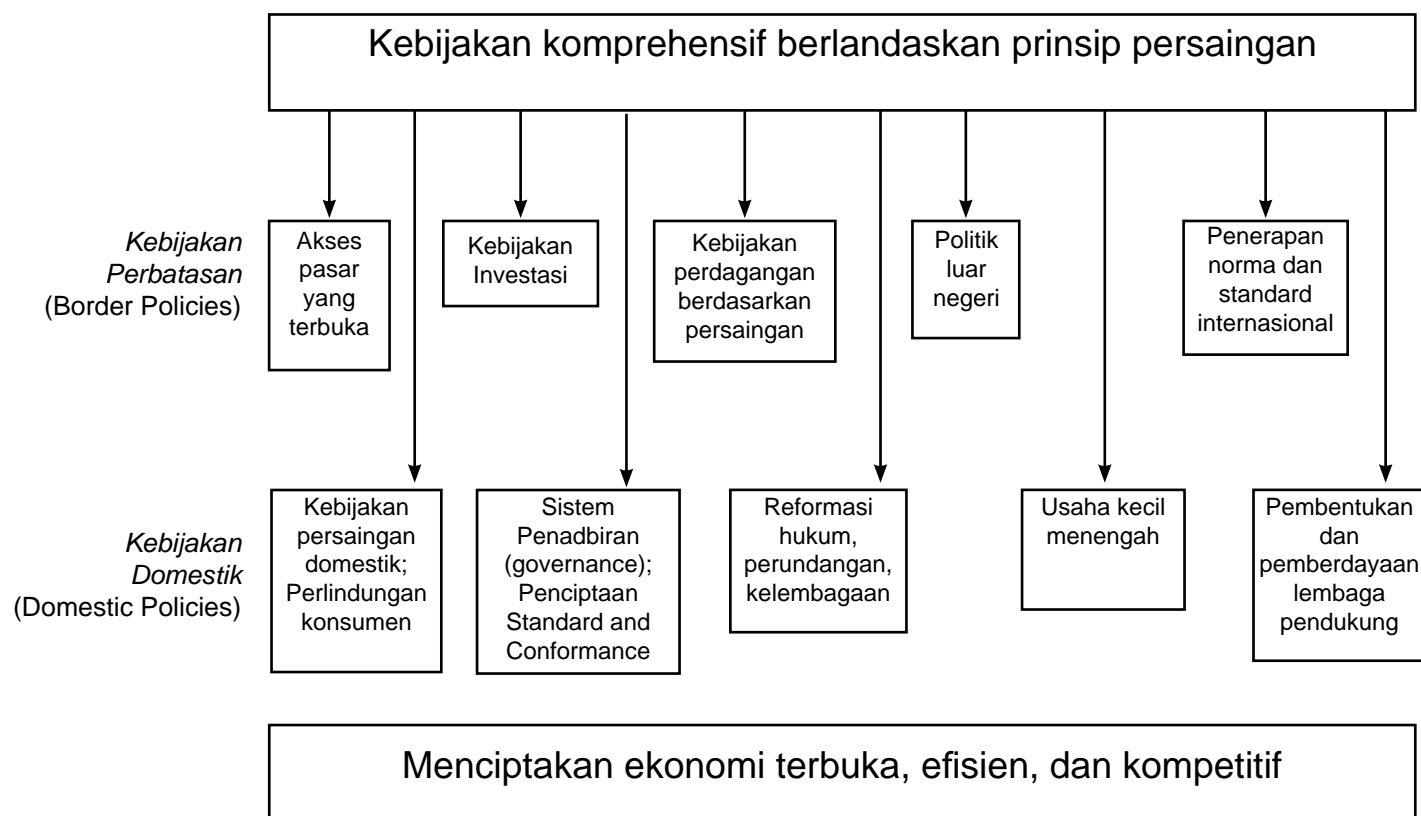 Kebijakan komprehensif berlandaskan prinsip persaingan
Kebijakan
Perbatasan
(Border Policies)
Akses
pasar
yang
terbuka
Kebijakan
Investasi
Kebijakan
perdagangan
berdasarkan
persaingan
Politik
luar
negeri
Penerapan
norma dan
standard
internasional
Kebijakan
Domestik
(Domestic Policies)
Kebijakan
persaingan
domestik;
Perlindungan
konsumen
Sistem
Penadbiran
(governance);
Penciptaan
Standard and
Conformance
Reformasi
hukum,
perundangan,
kelembagaan
Usaha kecil
menengah
Pembentukan
dan
pemberdayaan
lembaga
pendukung
Menciptakan ekonomi terbuka, efisien, dan kompetitif